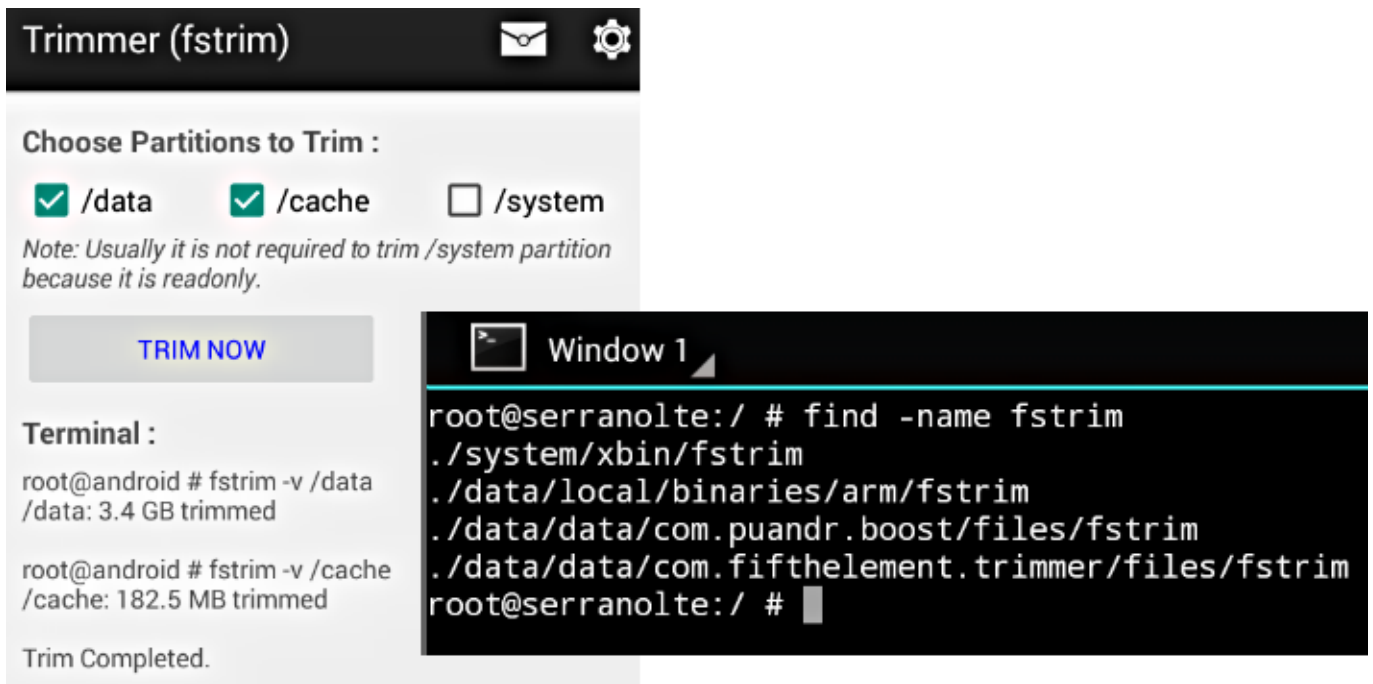 Trimmer (fstrim)
Choose Partitions to Trim :
/data /cache /system
Note: Usually it is not required to trim /system partition
because it is readonly.
TRIM NOW
Terminal :
root@android # fstrim -v /data
/data: 3.4 GB trimmed
root@android # fstrim -v /cache
/cache: 182.5 MB trimmed
Trim Completed.
Window 1
root@serranolte:/ # find -name fstrim
./system/xbin/fstrim
./data/local/binaries/arm/fstrim
./data/data/com.puandr.boost/files/fstrim
./data/data/com.fifthelement.trimmer/files/fstrim
root@serranolte:/ #